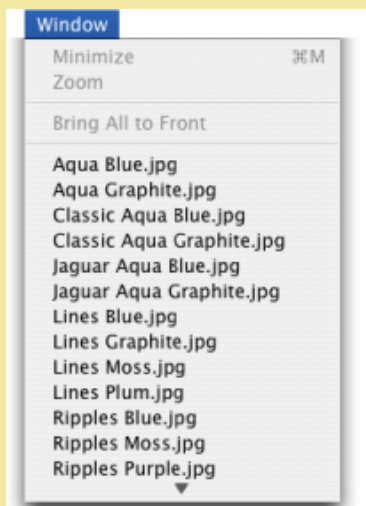 Window
Minimize ⌘M
Zoom
Bring All to Front
Aqua Blue.jpg
Aqua Graphite.jpg
Classic Aqua Blue.jpg
Classic Aqua Graphite.jpg
Jaguar Aqua Blue.jpg
Jaguar Aqua Graphite.jpg
Lines Blue.jpg
Lines Graphite.jpg
Lines Moss.jpg
Lines Plum.jpg
Ripples Blue.jpg
Ripples Moss.jpg
Ripples Purple.jpg